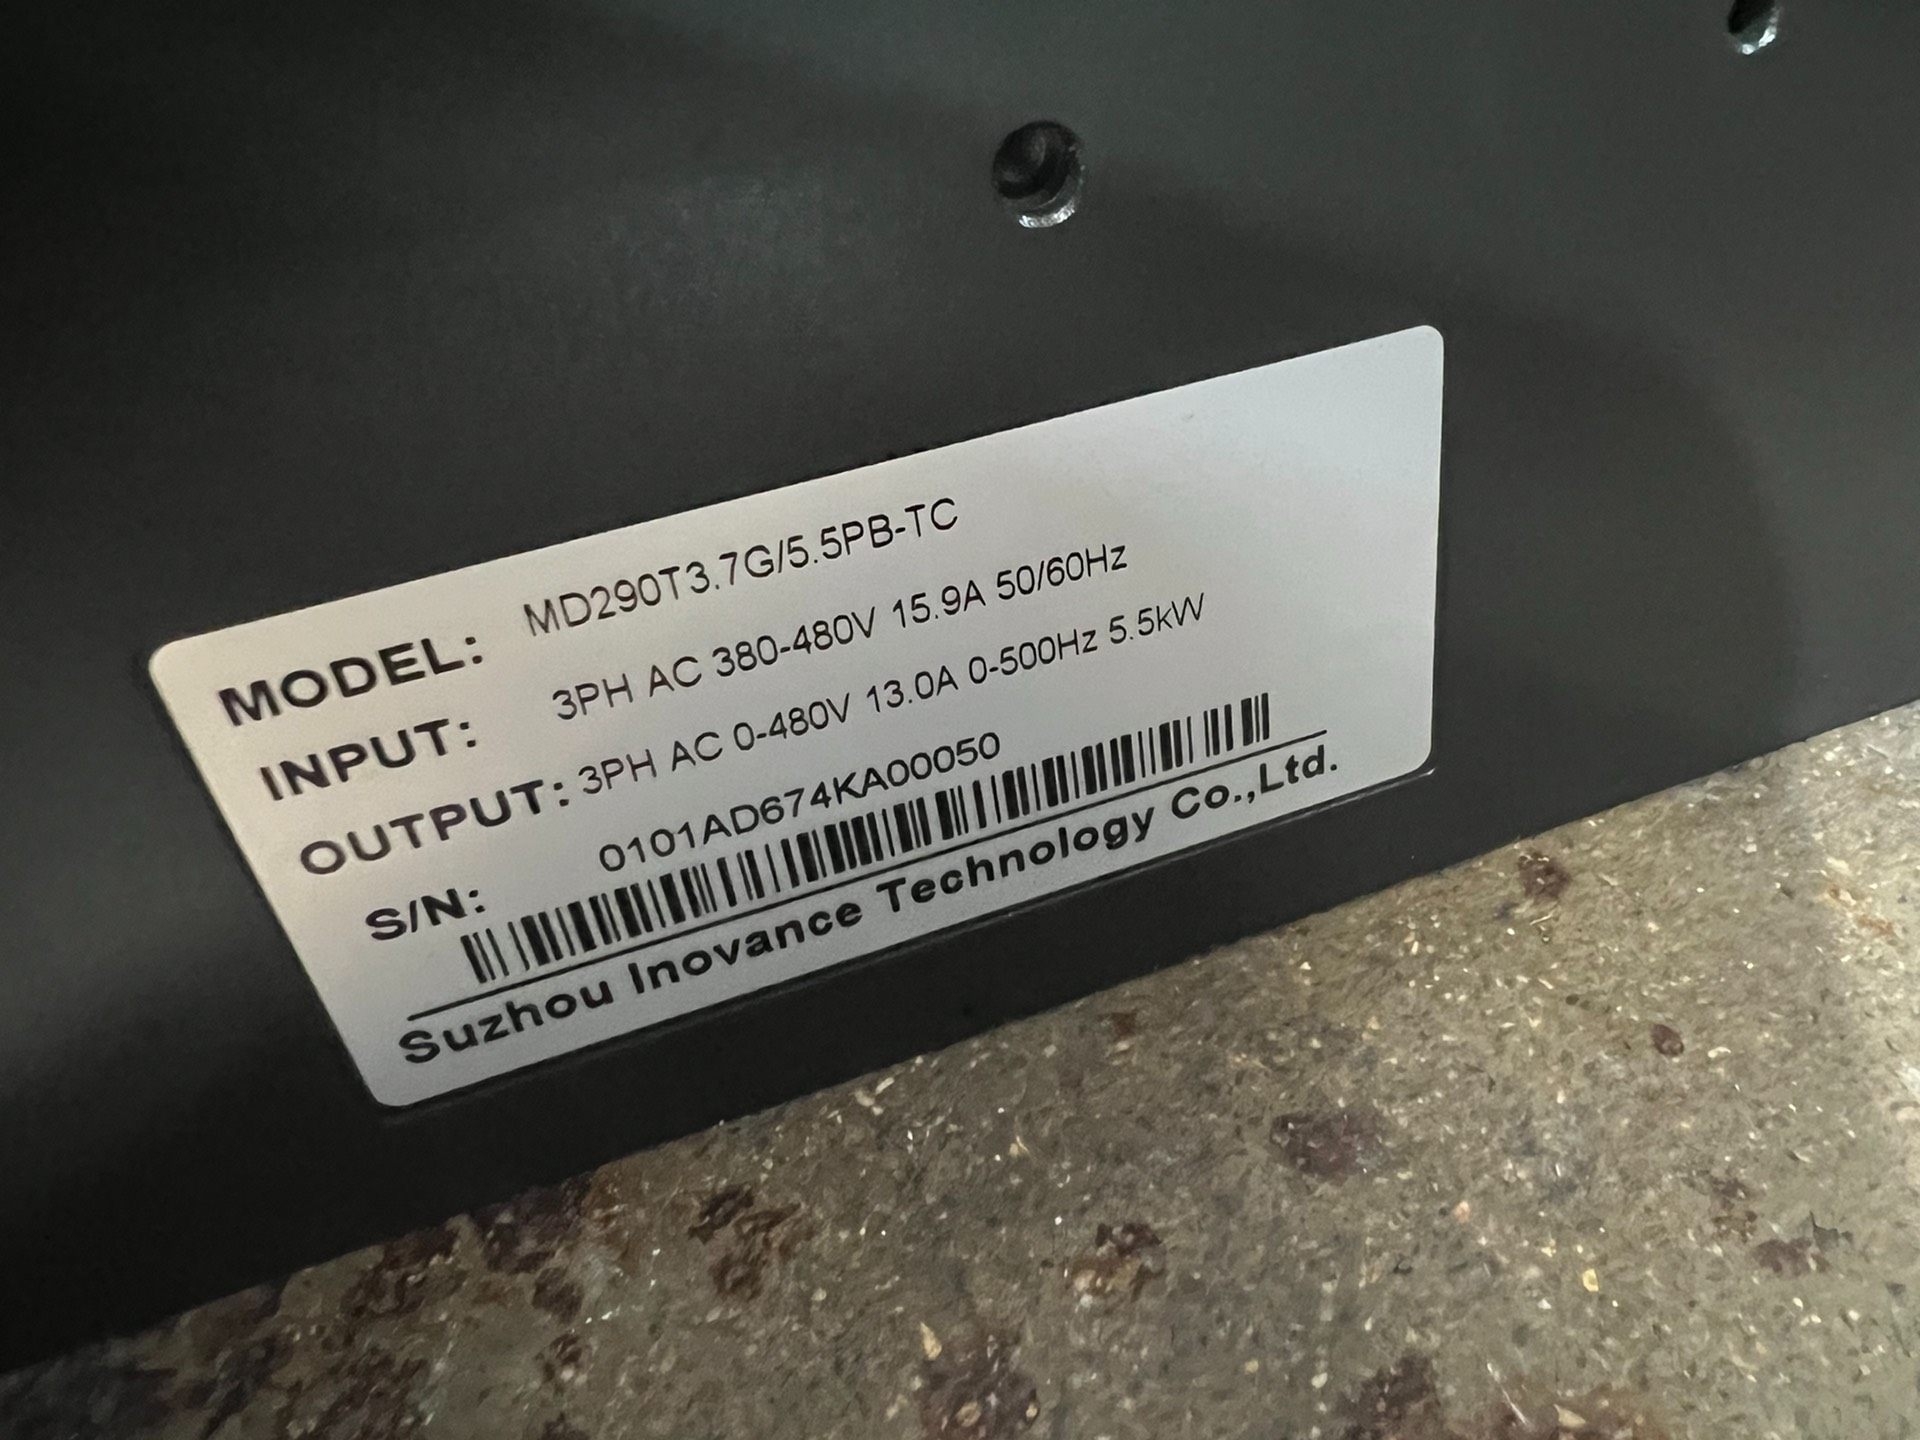 MODEL: MD290T3.7G/5.5PB-TC
INPUT: 3PH AC 380-480V 15.9A 50/60Hz
OUTPUT: 3PH AC 0-480V 13.0A 0-500Hz 5.5kW
S/N: 0101AD674KA00050
Suzhou Inovance Technology Co.,Ltd.